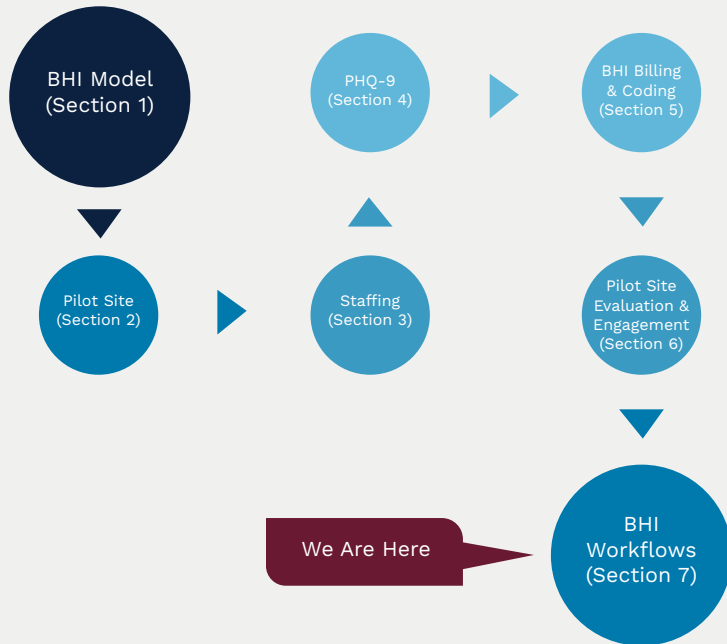 BHI Model
(Section 1)
Pilot Site
(Section 2)
Staffing
(Section 3)
PHQ-9
(Section 4)
BHI Billing
& Coding
(Section 5)
Pilot Site
Evaluation &
Engagement
(Section 6)
We Are Here
BHI
Workflows
(Section 7)